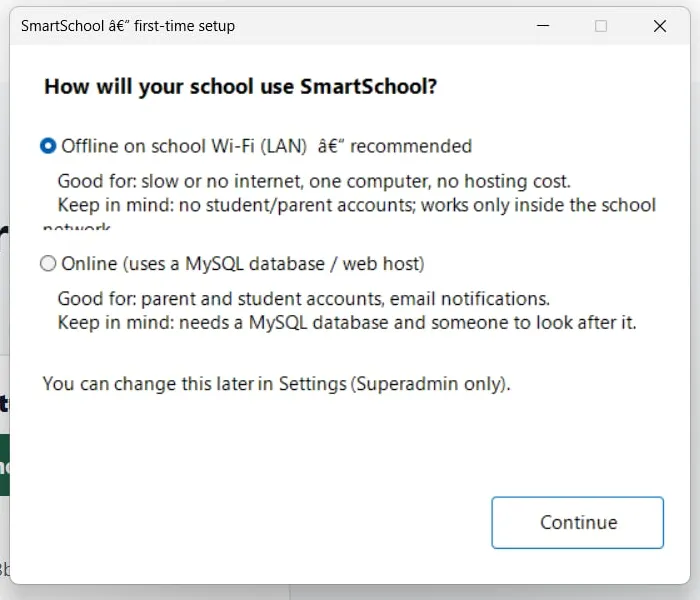 SmartSchool â€“ first-time setup
How will your school use SmartSchool?
Offline on school Wi-Fi (LAN) â€“ recommended
Good for: slow or no internet, one computer, no hosting cost.
Keep in mind: no student/parent accounts; works only inside the school
network.
Online (uses a MySQL database / web host)
Good for: parent and student accounts, email notifications.
Keep in mind: needs a MySQL database and someone to look after it.
You can change this later in Settings (Superadmin only).
Continue